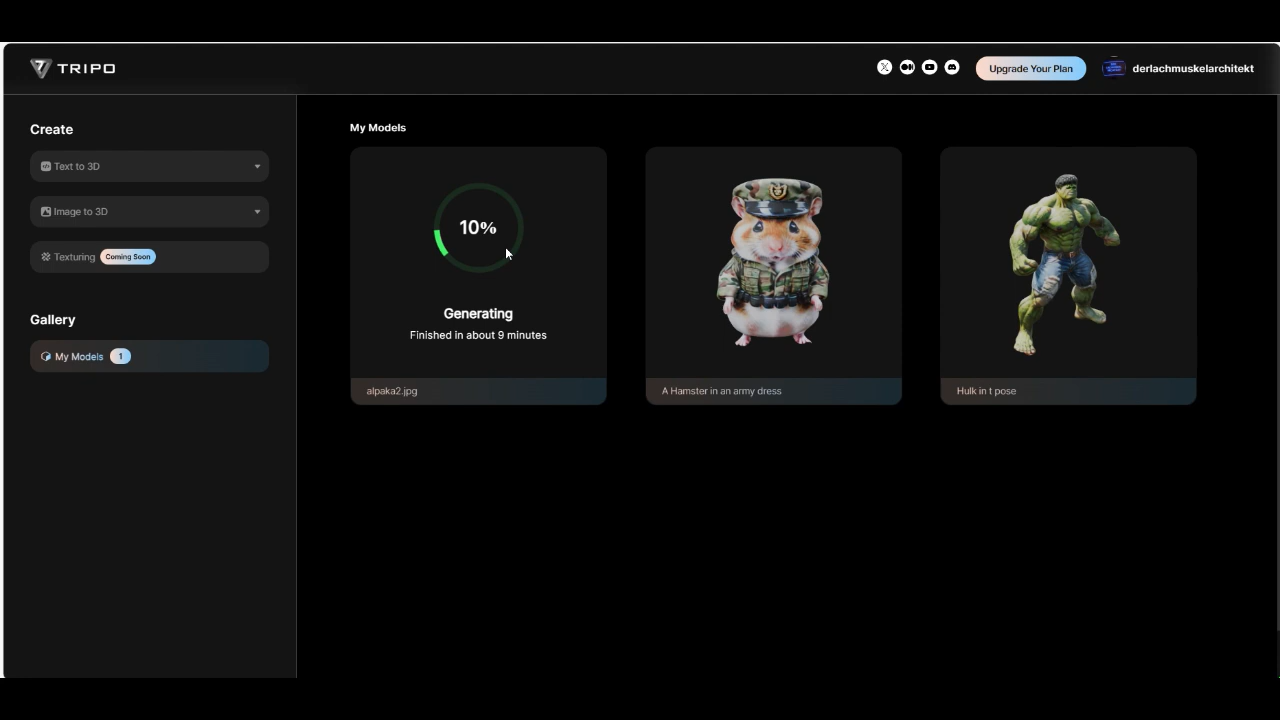 TRIPO
Upgrade Your Plan
derlachmuskelarchitekt
Create
Text to 3D
Image to 3D
Texturing Coming Soon
Gallery
My Models 1
My Models
10%
Generating
Finished in about 9 minutes
alpaka2.jpg
A Hamster in an army dress
Hulk in t pose